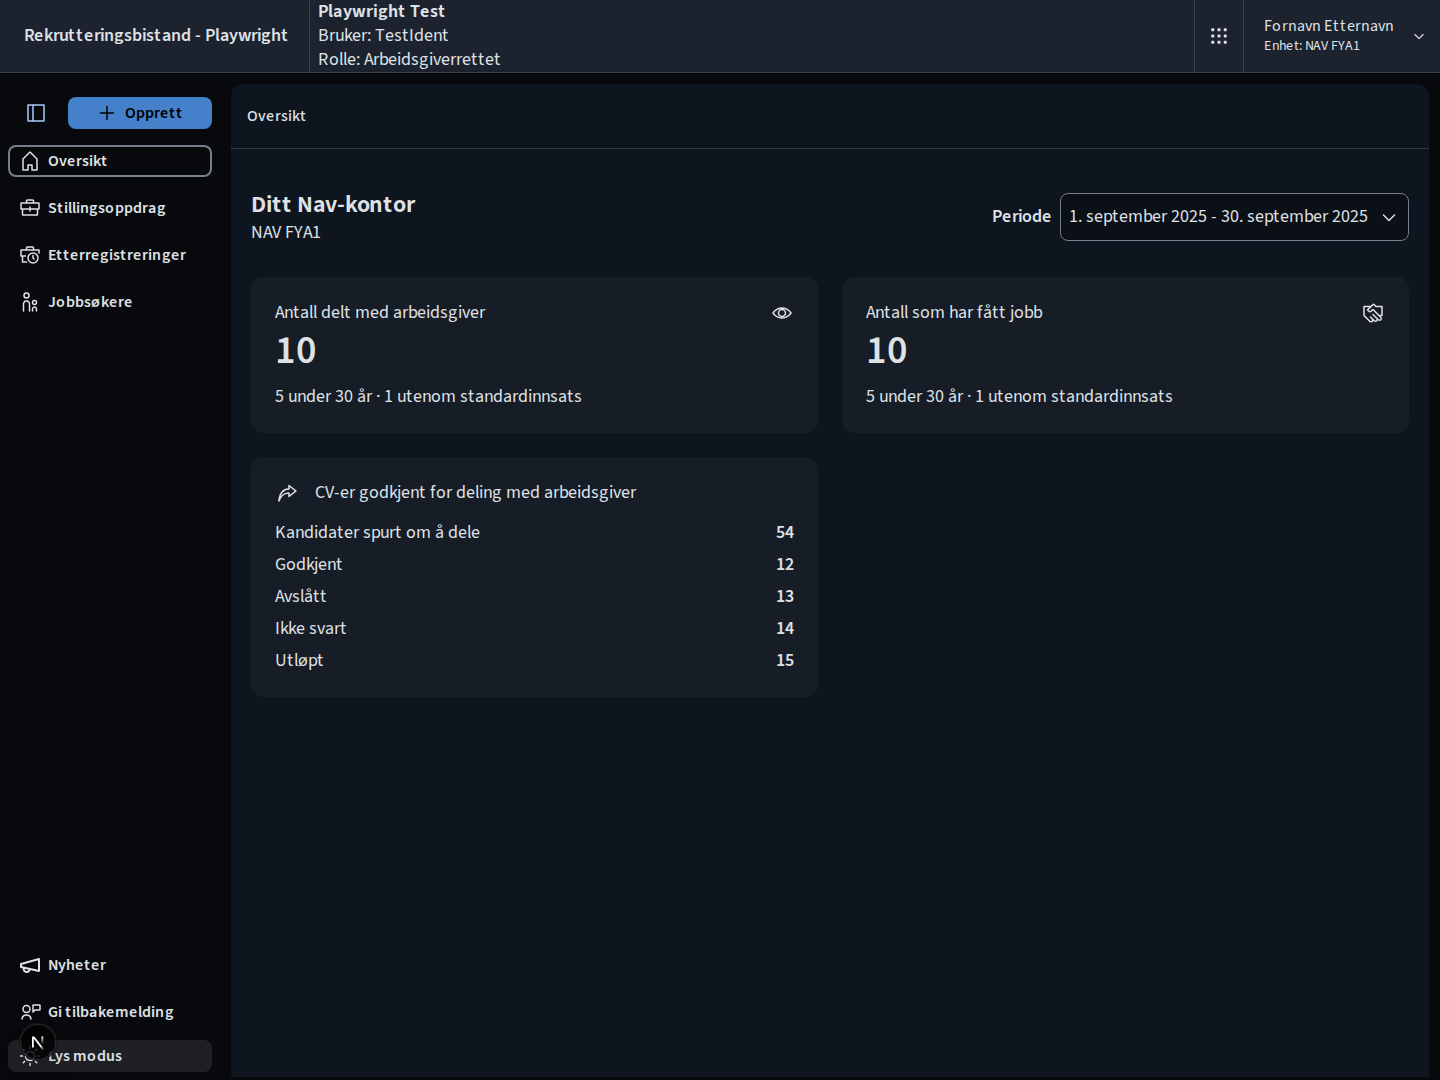 Rekrutteringsbistand - Playwright
Playwright Test
Bruker: TestIdent
Rolle: Arbeidsgiverrettet
Fornavn Etternavn
Enhet: NAV FYA1
Opprett
Oversikt
Stillingsoppdrag
Etterregistreringer
Jobbsøkere
Oversikt
Ditt Nav-kontor
NAV FYA1
Periode
1. september 2025 - 30. september 2025
Antall delt med arbeidsgiver
10
5 under 30 år · 1 utenom standardinnsats
Antall som har fått jobb
10
5 under 30 år · 1 utenom standardinnsats
CV-er godkjent for deling med arbeidsgiver
Kandidater spurt om å dele 54
Godkjent 12
Avslått 13
Ikke svart 14
Utløpt 15
Nyheter
Gi tilbakemelding
N
Lys modus